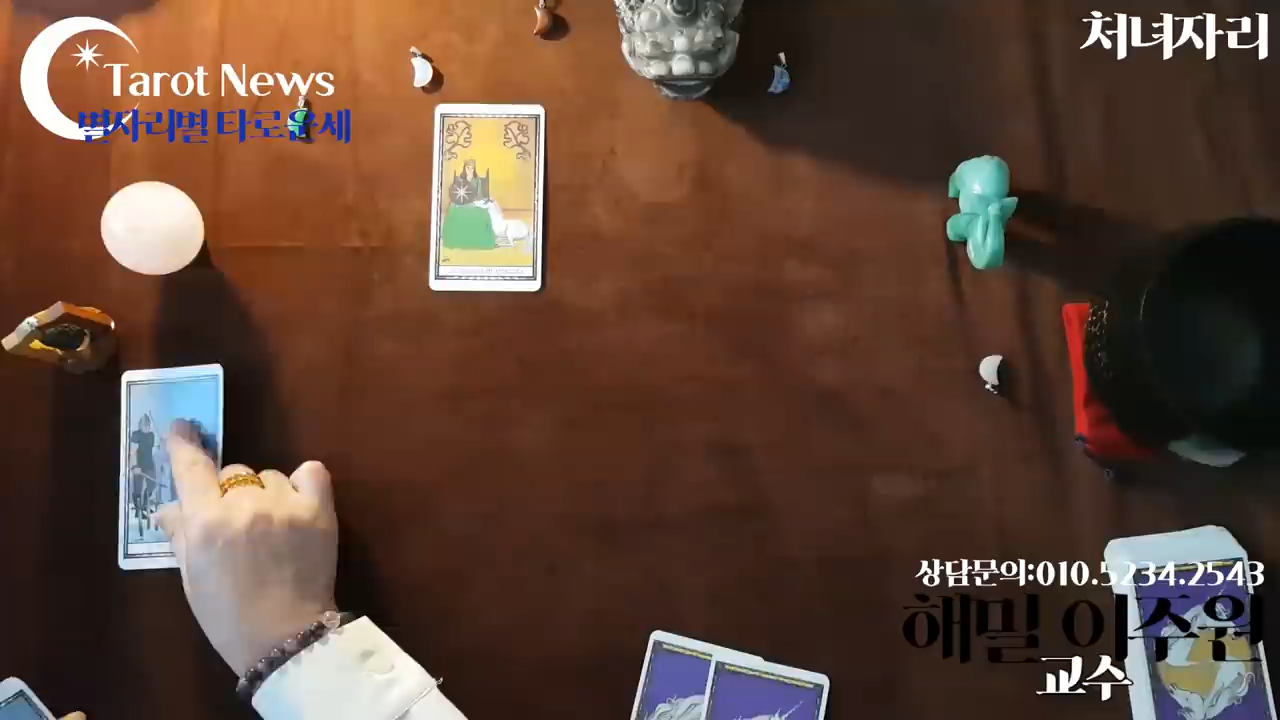 Tarot News
별자리별 타로운세
처녀자리
상담문의:010.5234.2543
해밀 이주원
교수